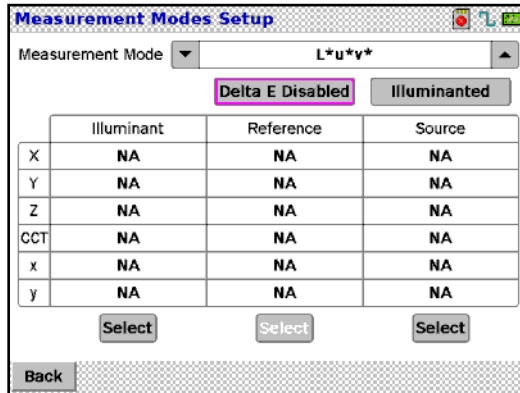 Measurement Modes Setup
Measurement Mode L*u*v*
Delta E Disabled Illuminanted
Illuminant Reference Source
X NA NA NA
Y NA NA NA
Z NA NA NA
CCT NA NA NA
x NA NA NA
y NA NA NA
Select Select Select
Back